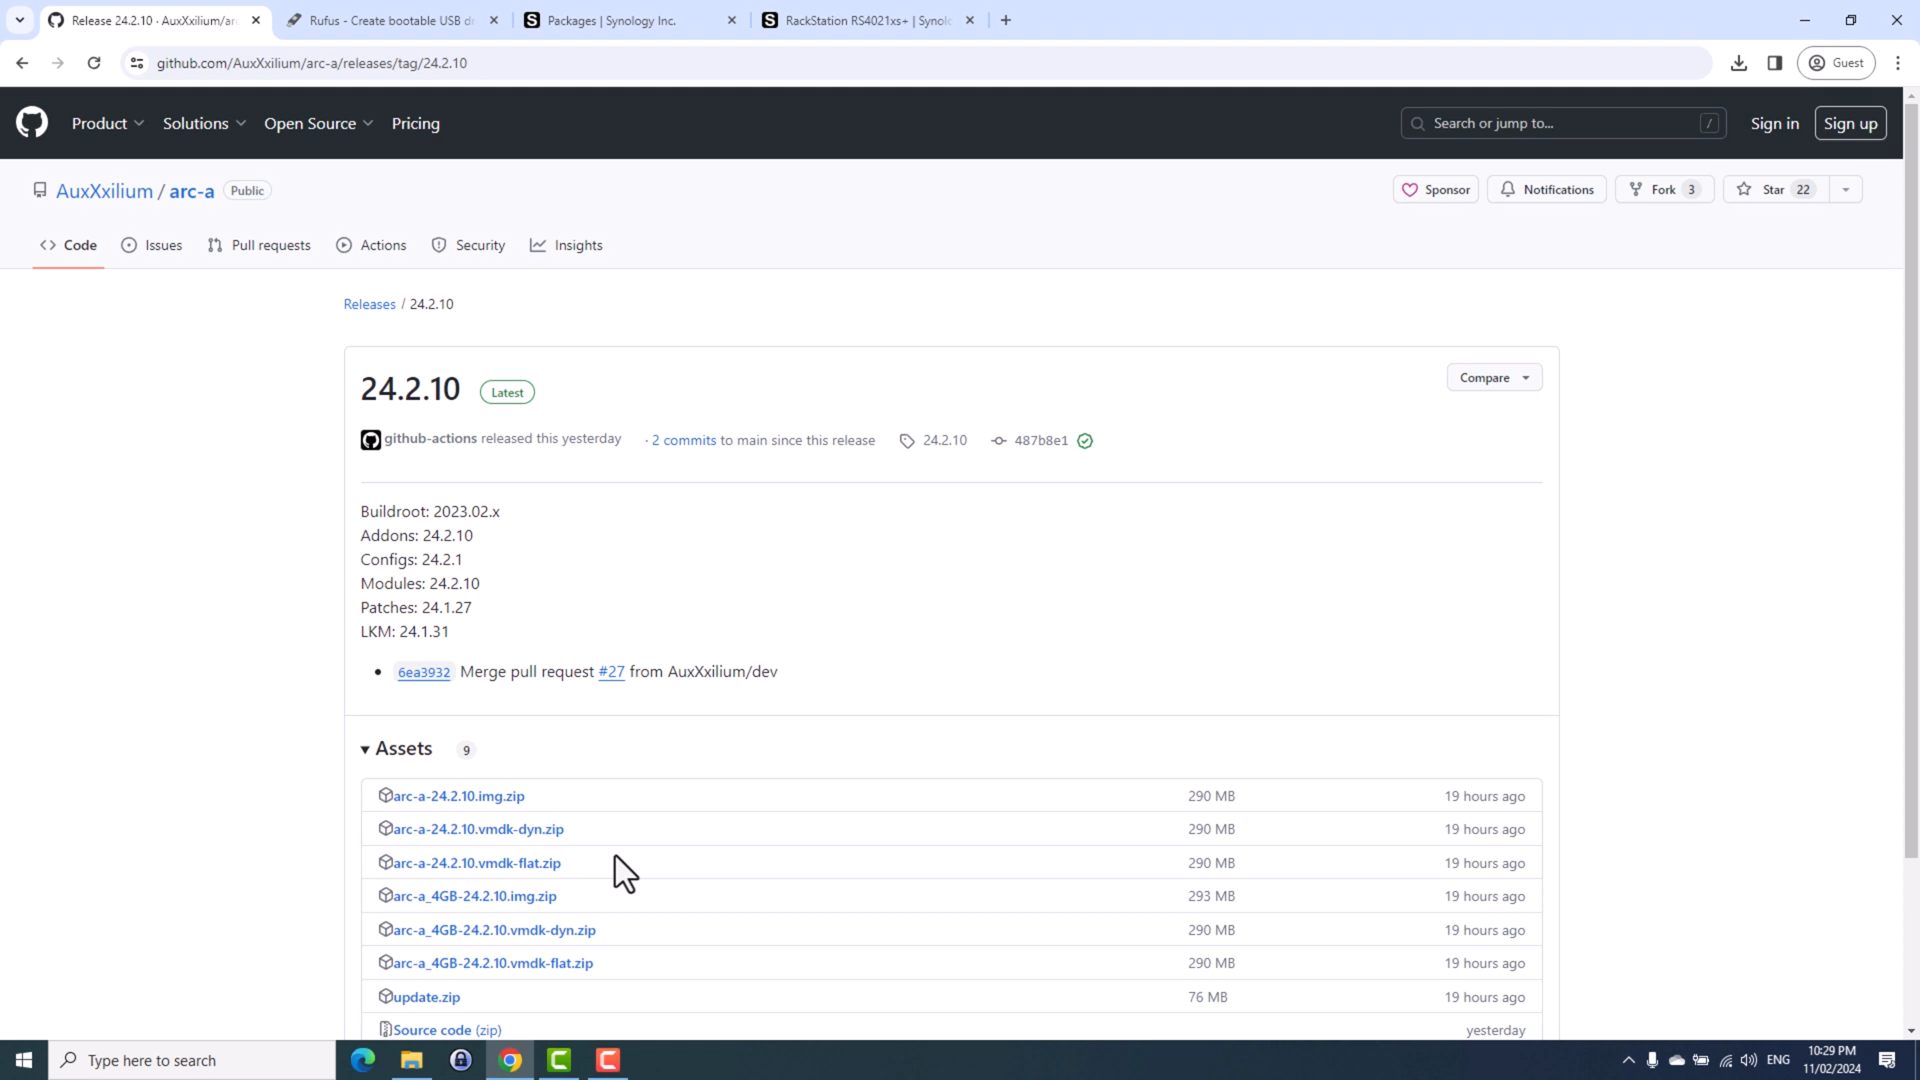 Release 24.2.10 · AuxXxilium/arc
Rufus - Create bootable USB dr
S Packages | Synology Inc.
S RackStation RS4021xs+ | Synolo
github.com/AuxXxilium/arc-a/releases/tag/24.2.10
Guest
Product
Solutions
Open Source
Pricing
Search or jump to...
/
Sign in
Sign up
AuxXxilium / arc-a Public
Sponsor
Notifications
Fork 3
Star 22
<> Code
Issues
Pull requests
Actions
Security
Insights
Releases / 24.2.10
24.2.10 Latest
Compare
github-actions released this yesterday · 2 commits to main since this release 24.2.10 487b8e1
Buildroot: 2023.02.x
Addons: 24.2.10
Configs: 24.2.1
Modules: 24.2.10
Patches: 24.1.27
LKM: 24.1.31
• 6ea3932 Merge pull request #27 from AuxXxilium/dev
Assets 9
arc-a-24.2.10.img.zip 290 MB 19 hours ago
arc-a-24.2.10.vmdk-dyn.zip 290 MB 19 hours ago
arc-a-24.2.10.vmdk-flat.zip 290 MB 19 hours ago
arc-a_4GB-24.2.10.img.zip 293 MB 19 hours ago
arc-a_4GB-24.2.10.vmdk-dyn.zip 290 MB 19 hours ago
arc-a_4GB-24.2.10.vmdk-flat.zip 290 MB 19 hours ago
update.zip 76 MB 19 hours ago
Source code (zip) yesterday
Type here to search
ENG
10:29 PM
11/02/2024